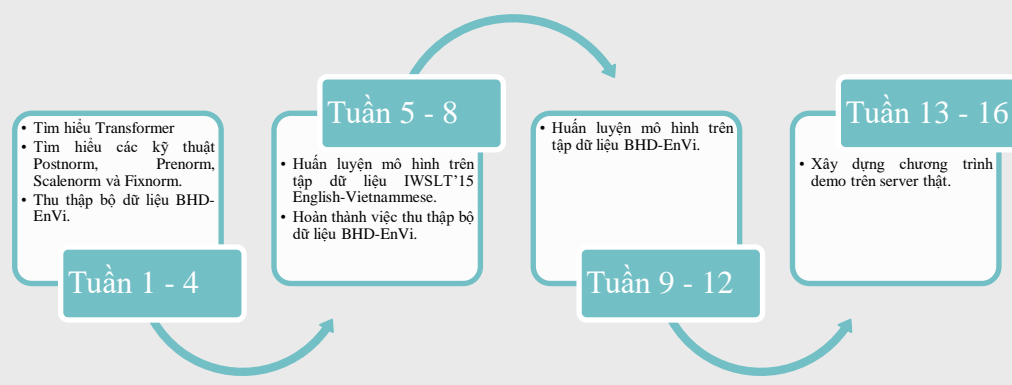 • Tìm hiểu Transformer
• Tìm hiểu các kỹ thuật
Postnorm, Prenorm,
Scalenorm và Fixnorm.
• Thu thập bộ dữ liệu BHD-
EnVi.
Tuần 1 - 4
Tuần 5 - 8
• Huấn luyện mô hình trên
tập dữ liệu IWSLT’15
English-Vietnammese.
• Hoàn thành việc thu thập bộ
dữ liệu BHD-EnVi.
• Huấn luyện mô hình trên
tập dữ liệu BHD-EnVi.
Tuần 9 - 12
Tuần 13 - 16
• Xây dựng chương trình
demo trên server thật.